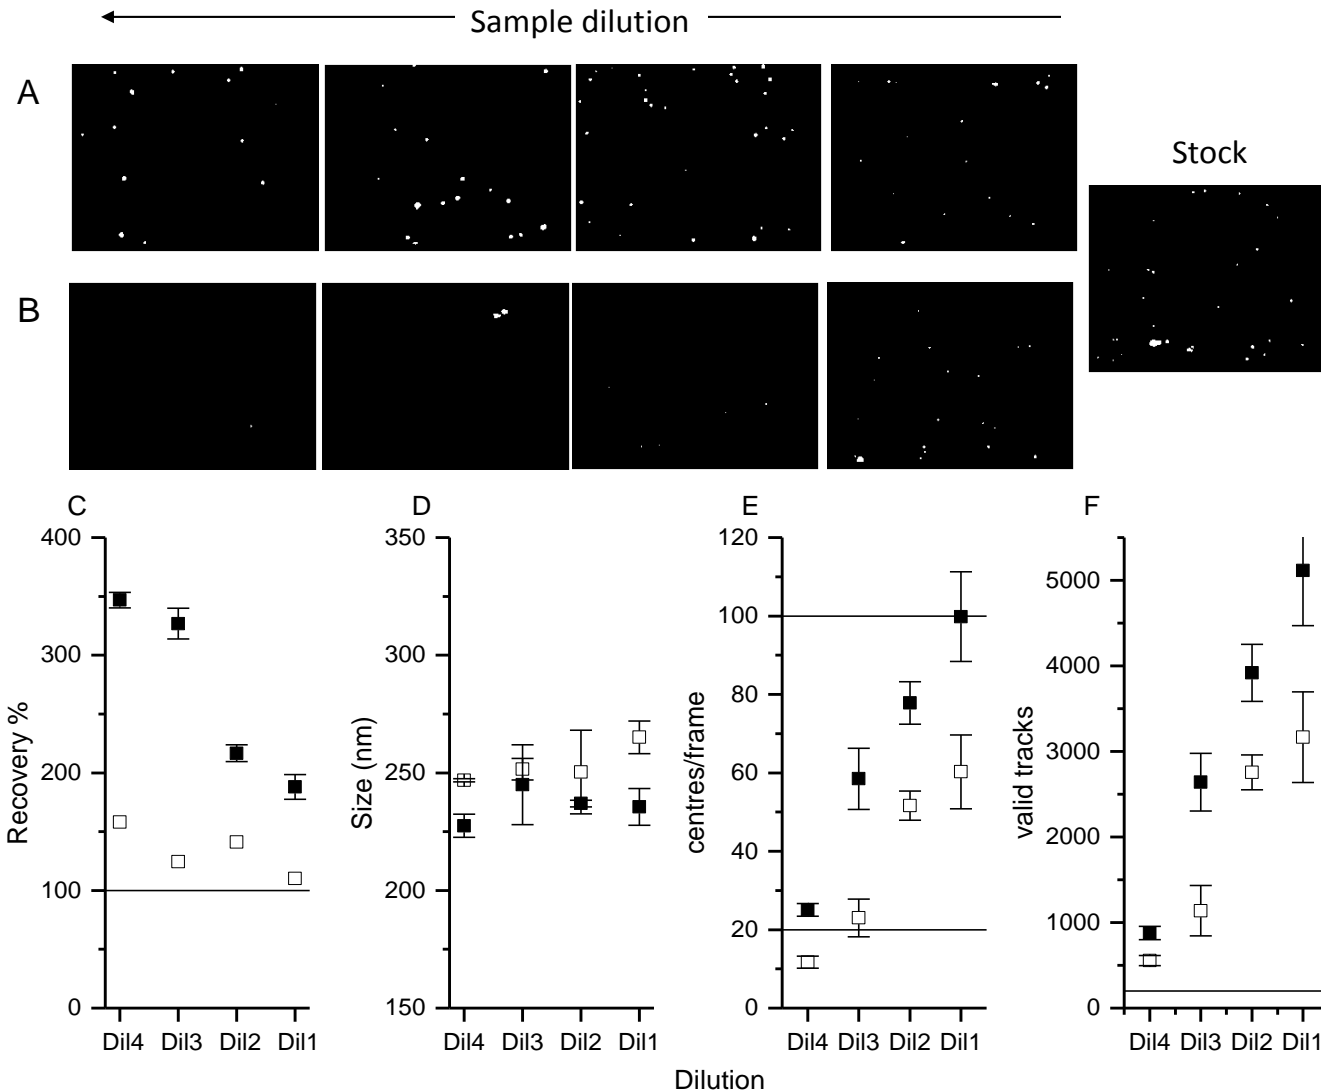 Sample dilution
A
Stock
B
C
D
E
F
400
300
200
100
0
Recovery %
Dil4 Dil3 Dil2 Dil1
350
300
250
200
150
Size (nm)
Dil4 Dil3 Dil2 Dil1
120
100
80
60
40
20
0
centres/frame
Dil4 Dil3 Dil2 Dil1
5000
4000
3000
2000
1000
0
valid tracks
Dil4 Dil3 Dil2 Dil1
Dilution